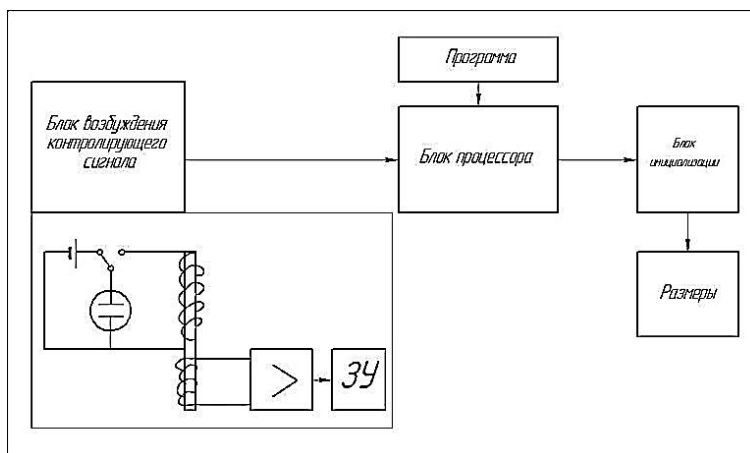 Программа
Блок возбуждения
контролирующего
сигнала
Блок процессора
Блок
инициализации
Размеры
ЗУ